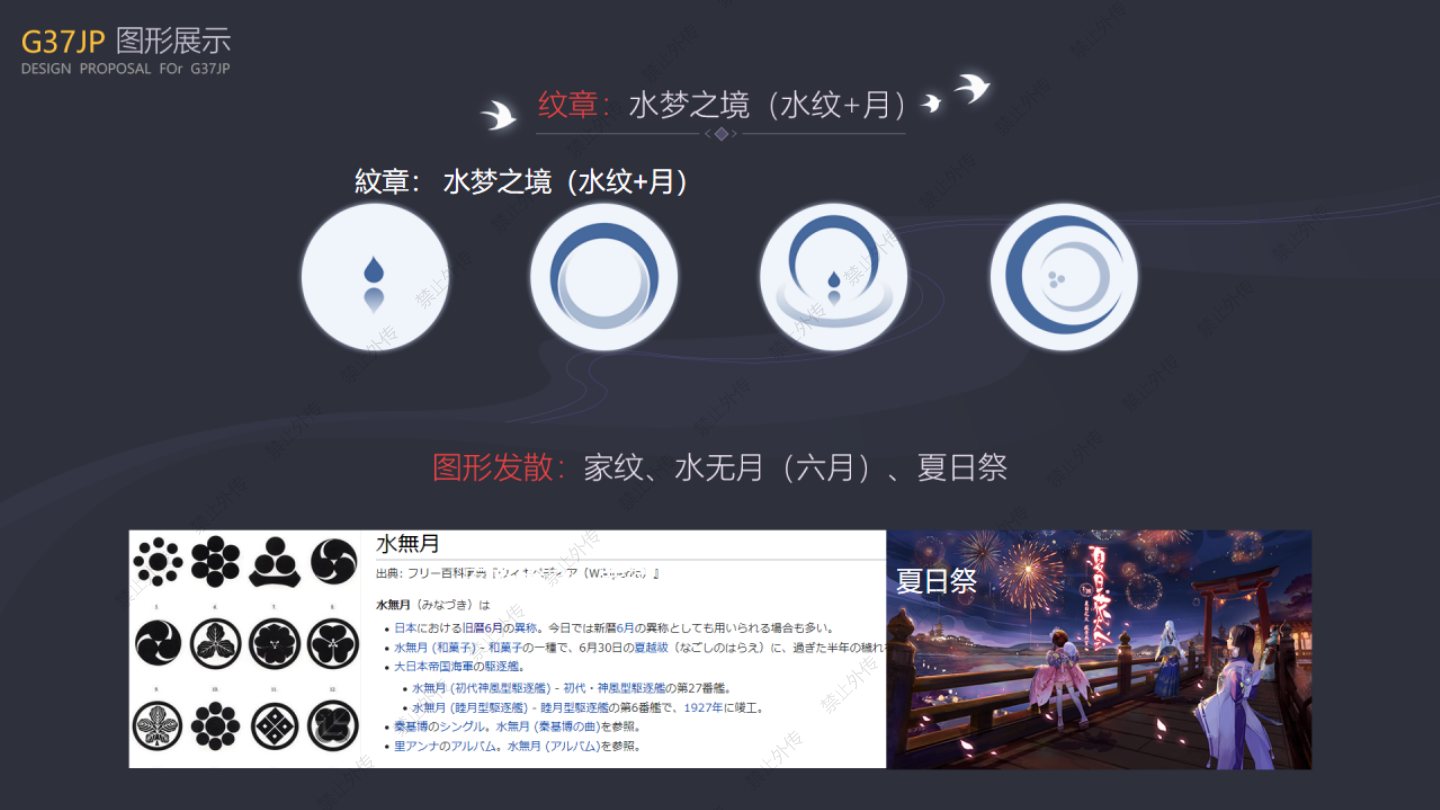 G37JP 图形展示
DESIGN PROPOSAL FOr G37JP
纹章：水梦之境（水纹+月）
紋章： 水梦之境（水纹+月）
图形发散：家纹、水无月（六月）、夏日祭
水無月
出典: フリー百科
水無月（みなづき）は
日本における旧暦6月の異称。今日では新暦6月の異称としても用いられる場合も多い。
水無月 (和菓子) - 和菓子の一種で、6月30日の夏越祓（なごしのはらえ）に、過ぎた半年の穢れ
大日本帝国海軍の駆逐艦。
水無月 (初代神風型駆逐艦) - 初代・神風型駆逐艦の第27番艦。
水無月 (睦月型駆逐艦) - 睦月型駆逐艦の第6番艦で、1927年に竣工。
秦基博のシングル。水無月 (秦基博の曲)を参照。
里アンナのアルバム。水無月 (アルバム)を参照。
夏日祭
禁止外传